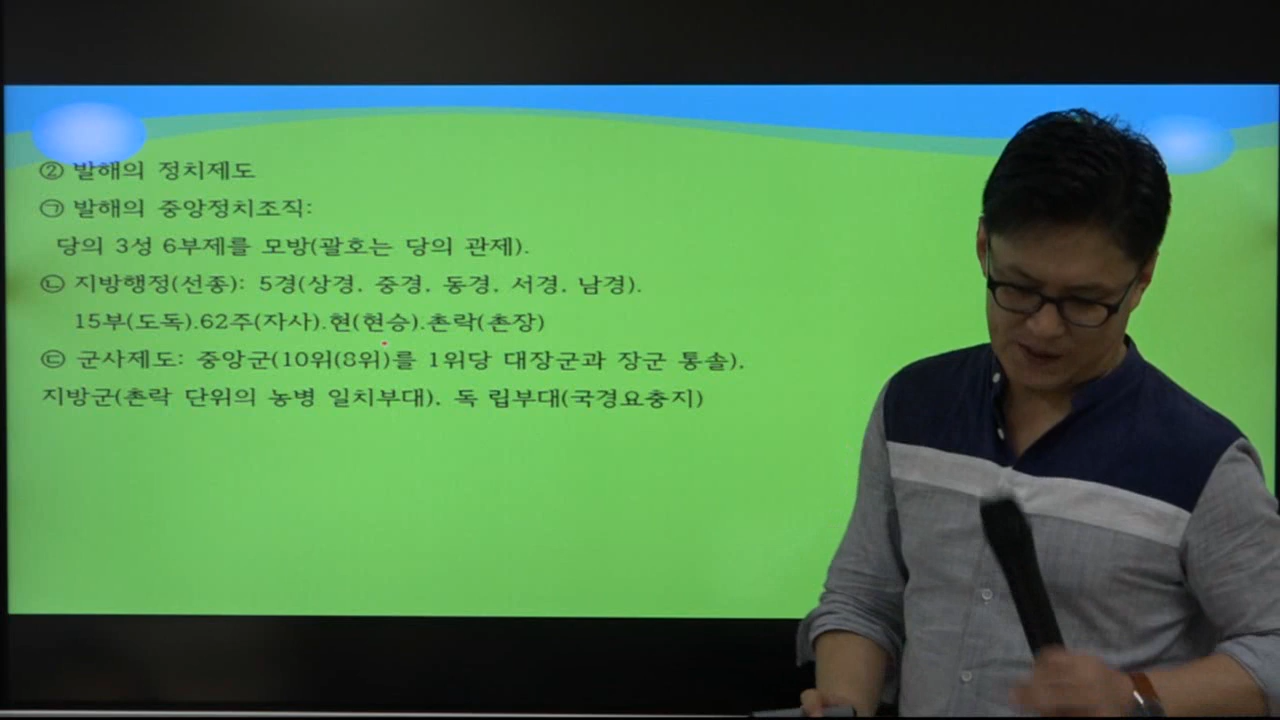 ② 발해의 정치제도
㉠ 발해의 중앙정치조직:
당의 3성 6부제를 모방(괄호는 당의 관제).
㉡ 지방행정(선종): 5경(상경, 중경, 동경, 서경, 남경).
15부(도독).62주(자사).현(현승).촌락(촌장)
㉢ 군사제도: 중앙군(10위(8위)를 1위당 대장군과 장군 통솔).
지방군(촌락 단위의 농병 일치부대), 독 립부대(국경요충지)